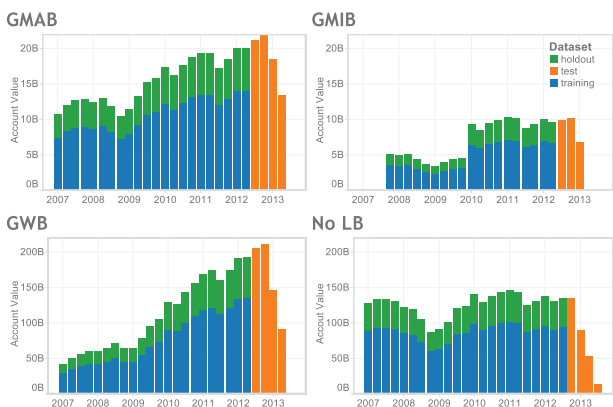 GMAB
GMIB
20B
15B
10B
5B
0B
Account Value
2007 2008 2009 2010 2011 2012 2013
20B
15B
10B
5B
0B
Account Value
Dataset
holdout
test
training
2007 2008 2009 2010 2011 2012 2013
GWB
No LB
200B
150B
100B
50B
0B
Account Value
2007 2008 2009 2010 2011 2012 2013
200B
150B
100B
50B
0B
Account Value
2007 2008 2009 2010 2011 2012 2013